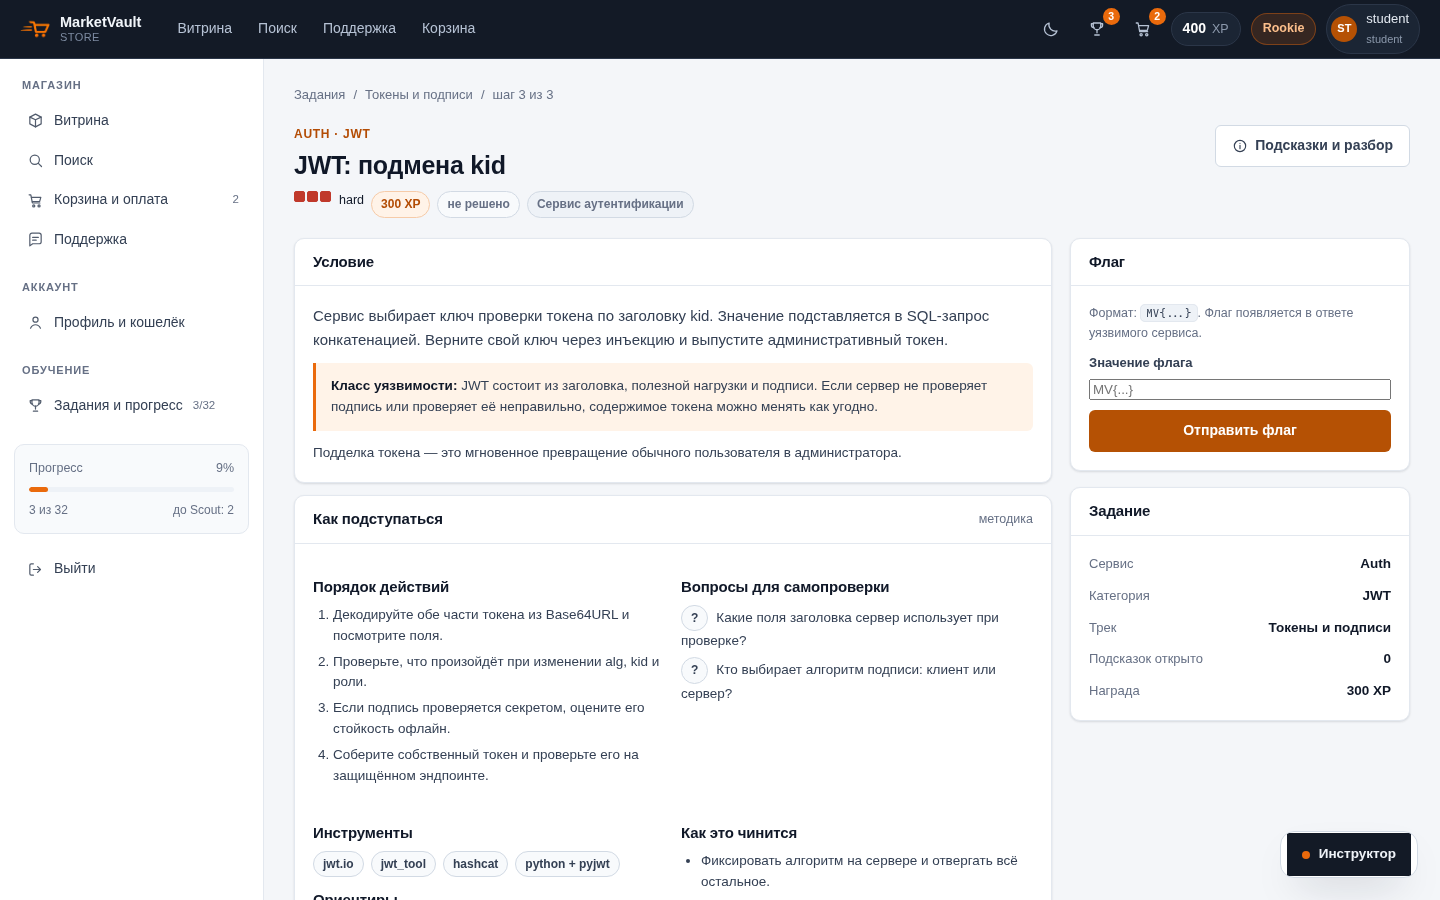 MarketVault
STORE
Витрина
Поиск
Поддержка
Корзина
3
2
400 XP
Rookie
ST
student
student
МАГАЗИН
Витрина
Поиск
Корзина и оплата 2
Поддержка
АККАУНТ
Профиль и кошелёк
ОБУЧЕНИЕ
Задания и прогресс 3/32
Прогресс 9%
3 из 32 до Scout: 2
Выйти
Задания / Токены и подписи / шаг 3 из 3
AUTH · JWT
JWT: подмена kid
hard 300 XP не решено Сервис аутентификации
Подсказки и разбор
Условие
Сервис выбирает ключ проверки токена по заголовку kid. Значение подставляется в SQL-запрос
конкатенацией. Верните свой ключ через инъекцию и выпустите административный токен.
Класс уязвимости: JWT состоит из заголовка, полезной нагрузки и подписи. Если сервер не проверяет
подпись или проверяет её неправильно, содержимое токена можно менять как угодно.
Подделка токена — это мгновенное превращение обычного пользователя в администратора.
Как подступаться методика
Порядок действий
1. Декодируйте обе части токена из Base64URL и
посмотрите поля.
2. Проверьте, что произойдёт при изменении alg, kid и
роли.
3. Если подпись проверяется секретом, оцените его
стойкость офлайн.
4. Соберите собственный токен и проверьте его на
защищённом эндпоинте.
Вопросы для самопроверки
? Какие поля заголовка сервер использует при
проверке?
? Кто выбирает алгоритм подписи: клиент или
сервер?
Инструменты
jwt.io jwt_tool hashcat python + pyjwt
Ориентиры
Как это чинится
• Фиксировать алгоритм на сервере и отвергать всё
остальное.
Флаг
Формат: MV{...}. Флаг появляется в ответе
уязвимого сервиса.
Значение флага
MV{...}
Отправить флаг
Задание
Сервис Auth
Категория JWT
Трек Токены и подписи
Подсказок открыто 0
Награда 300 XP
Инструктор